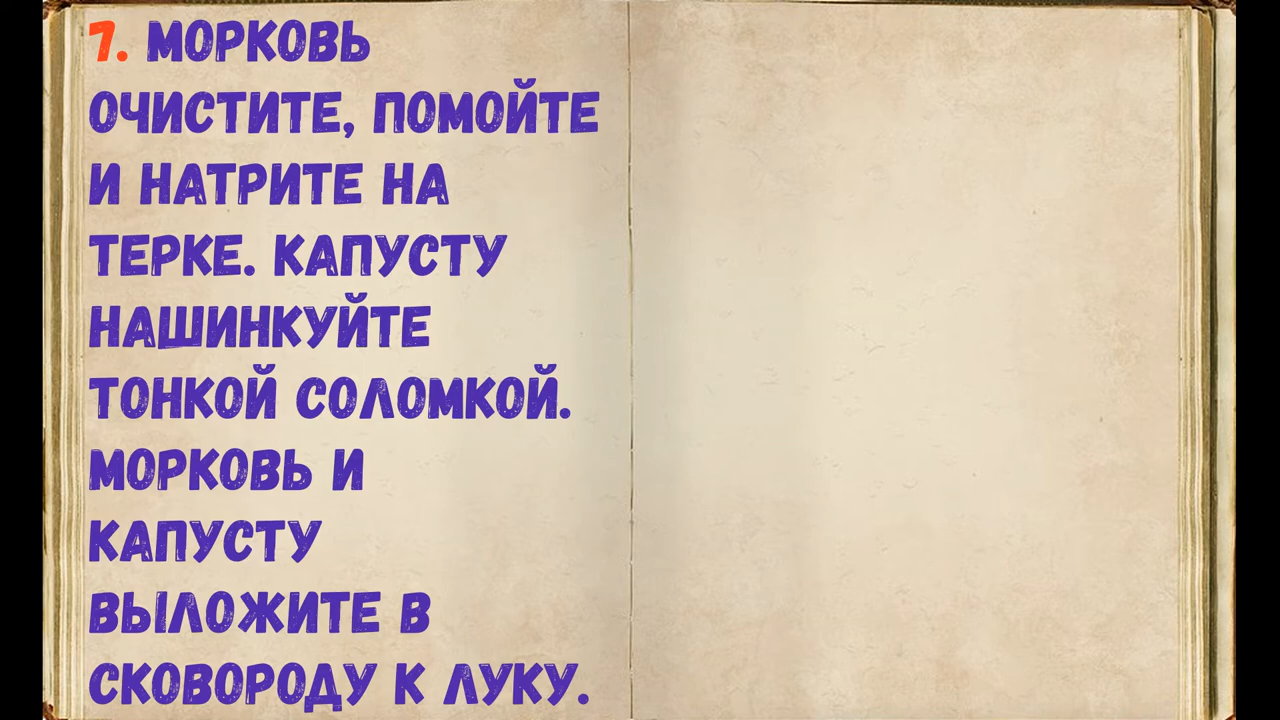 7. МОРКОВЬ
ОЧИСТИТЕ, ПОМОЙТЕ
И НАТРИТЕ НА
ТЕРКЕ. КАПУСТУ
НАШИНКУЙТЕ
ТОНКОЙ СОЛОМКОЙ.
МОРКОВЬ И
КАПУСТУ
ВЫЛОЖИТЕ В
СКОВОРОДУ К ЛУКУ.